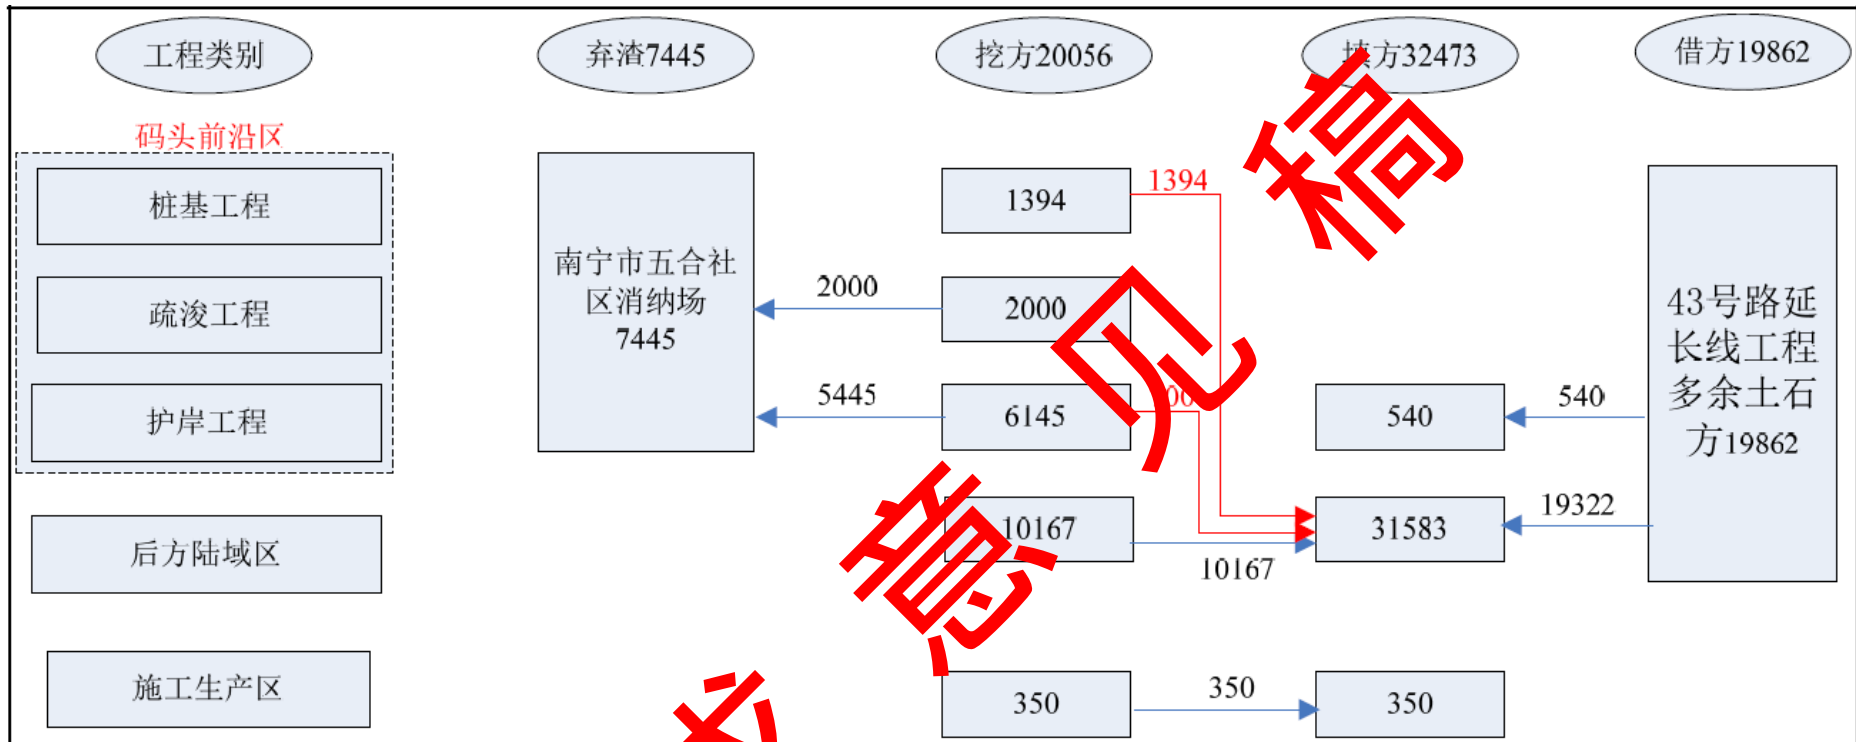 工程类别
弃渣7445
挖方20056
填方32473
借方19862
码头前沿区
桩基工程
疏浚工程
护岸工程
后方陆域区
施工生产区
南宁市五合社
区消纳场
7445
2000
5445
1394
2000
6145
10167
350
1394
00
10167
350
540
31583
350
540
19322
43号路延
长线工程
多余土石
方19862
稿
见
意
求